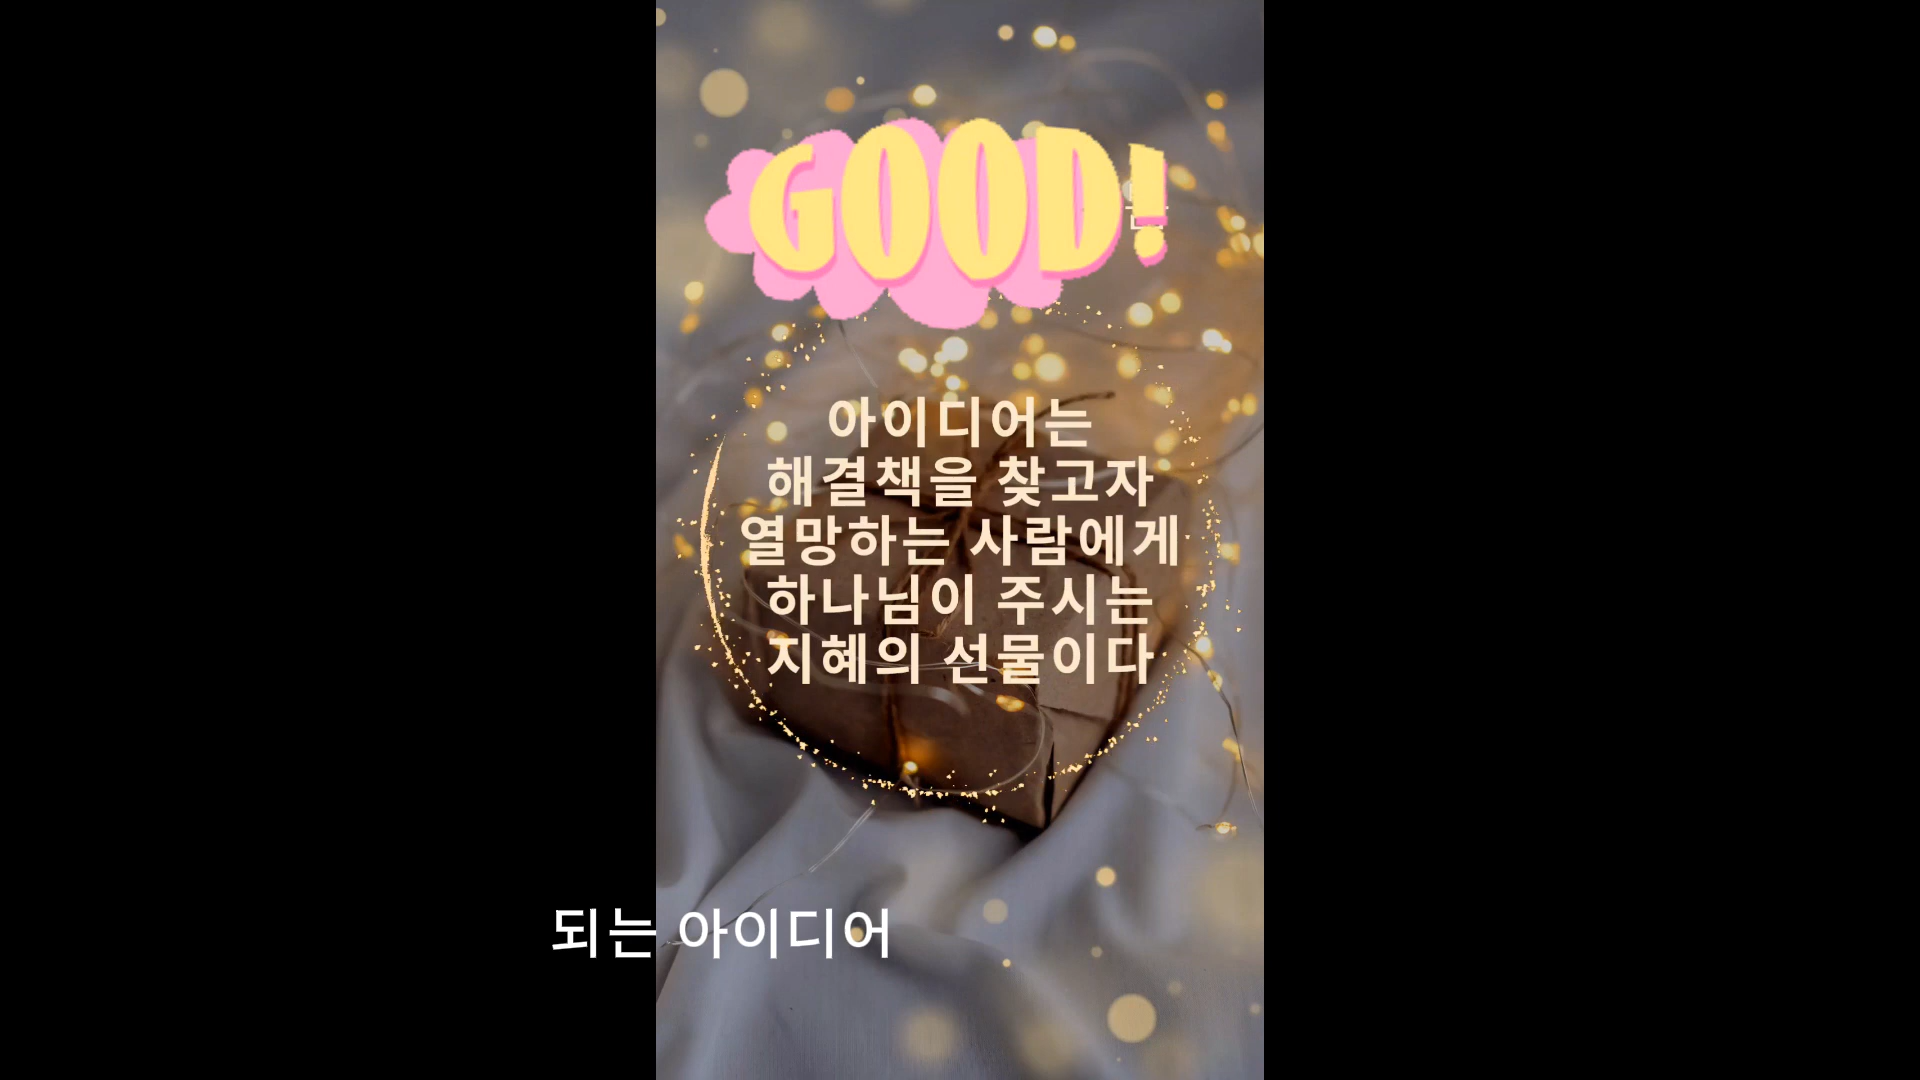 GOOD!
아이디어는
해결책을 찾고자
열망하는 사람에게
하나님이 주시는
지혜의 선물이다
되는 아이디어